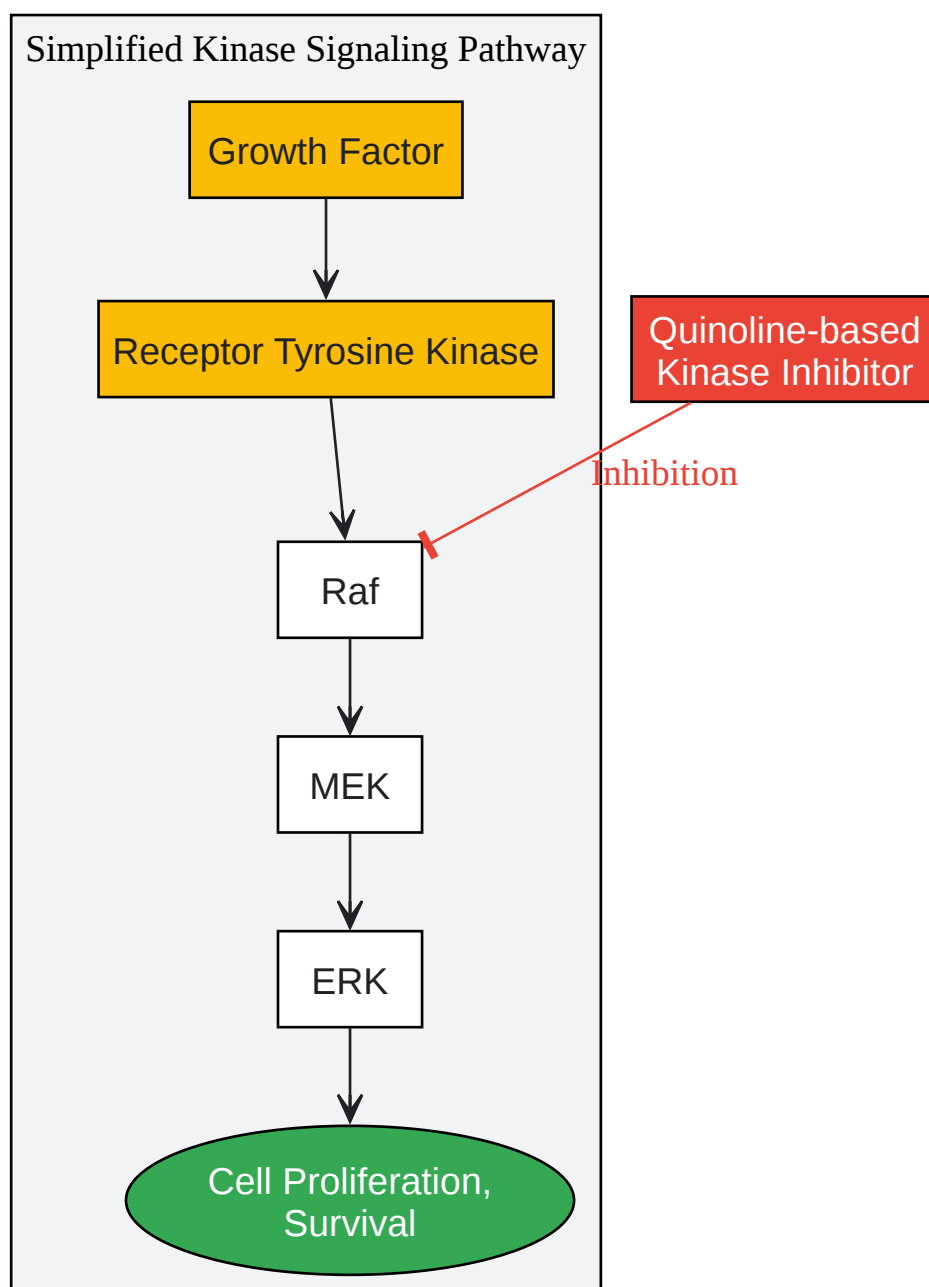 Simplified Kinase Signaling Pathway
Growth Factor
Receptor Tyrosine Kinase
Quinoline-based
Kinase Inhibitor
Inhibition
Raf
MEK
ERK
Cell Proliferation,
Survival